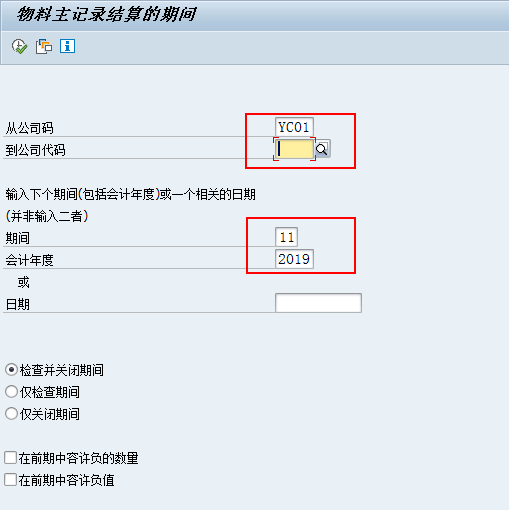 物料主记录结算的期间
从公司码 YC01
到公司代码
输入下个期间(包括会计年度)或一个相关的日期
(并非输入二者)
期间 11
会计年度 2019
或
日期
检查并关闭期间
仅检查期间
仅关闭期间
在前期中容许负的数量
在前期中容许负值